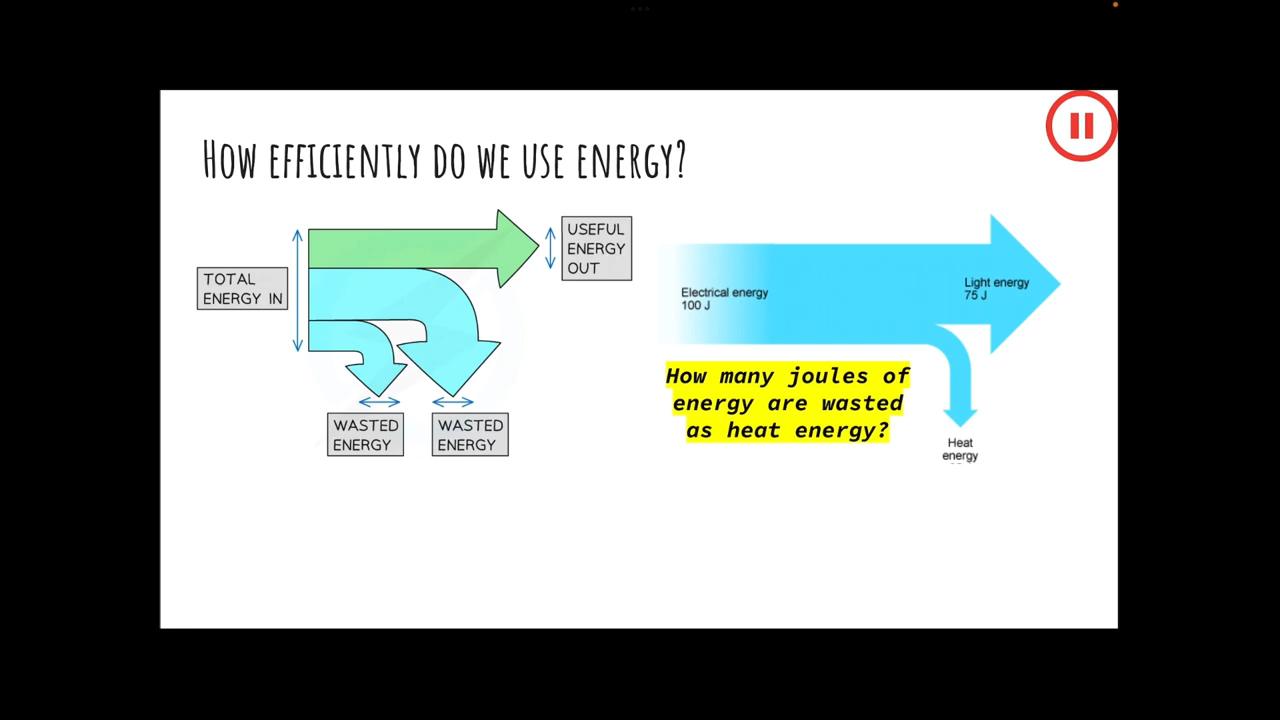 How efficiently do we use energy?
TOTAL
ENERGY IN
USEFUL
ENERGY
OUT
WASTED
ENERGY
WASTED
ENERGY
Electrical energy
100 J
Light energy
75 J
How many joules of
energy are wasted
as heat energy?
Heat
energy